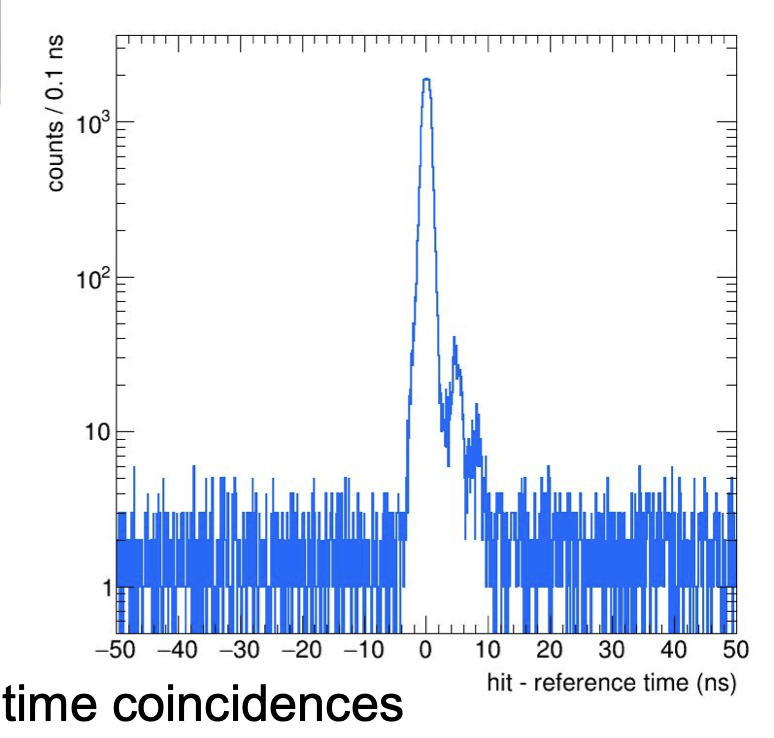 counts / 0.1 ns
10³
10²
10
1
−50 −40 −30 −20 −10 0 10 20 30 40 50
hit - reference time (ns)
time coincidences